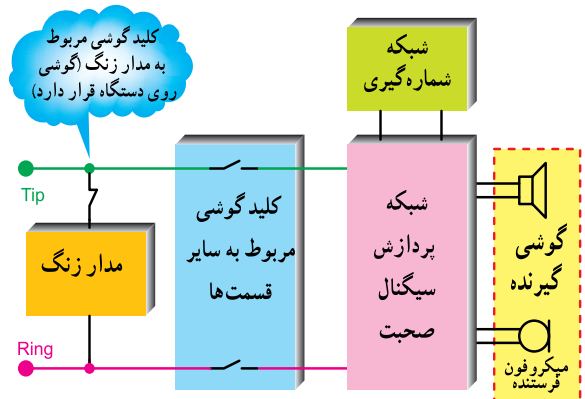 کلید گوشی مربوط
به مدار زنگ (گوشی
روی دستگاه قرار دارد)
شبکه
شماره‌گیری
Tip
مدار زنگ
Ring
کلید گوشی
مربوط به سایر
قسمت‌ها
شبکه
پردازش
سیگنال
صحبت
گوشی
گیرنده
میکروفون
فرستنده